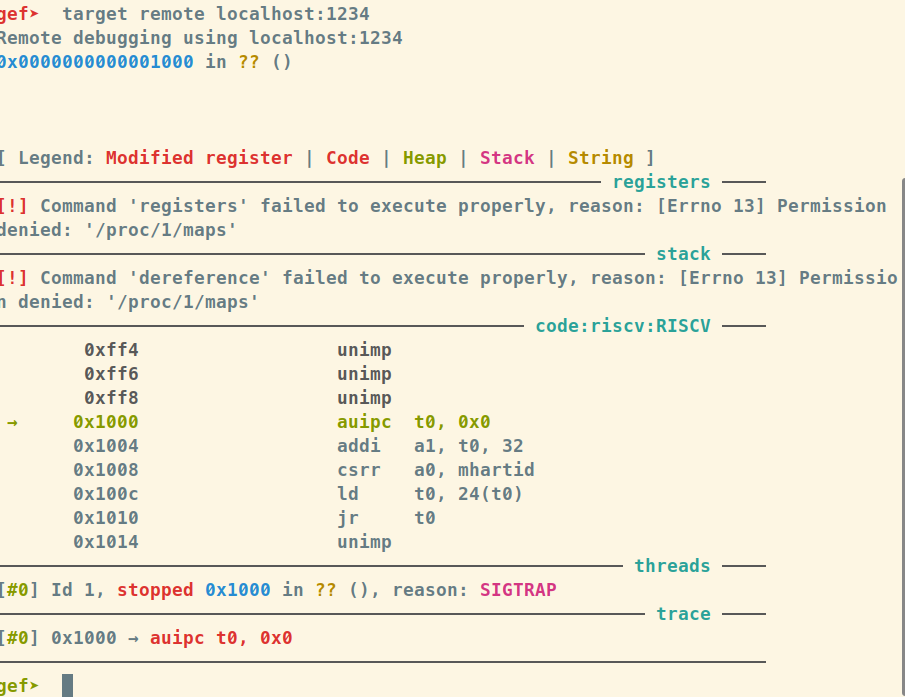 gef➤  target remote localhost:1234
Remote debugging using localhost:1234
0x0000000000001000 in ?? ()
[ Legend: Modified register | Code | Heap | Stack | String ]
registers
[!] Command 'registers' failed to execute properly, reason: [Errno 13] Permission
denied: '/proc/1/maps'
stack
[!] Command 'dereference' failed to execute properly, reason: [Errno 13] Permissio
n denied: '/proc/1/maps'
code:riscv:RISCV
0xff4 unimp
0xff6 unimp
0xff8 unimp
→ 0x1000 auipc t0, 0x0
0x1004 addi a1, t0, 32
0x1008 csrr a0, mhartid
0x100c ld t0, 24(t0)
0x1010 jr t0
0x1014 unimp
threads
[#0] Id 1, stopped 0x1000 in ?? (), reason: SIGTRAP
trace
[#0] 0x1000 → auipc t0, 0x0
gef➤